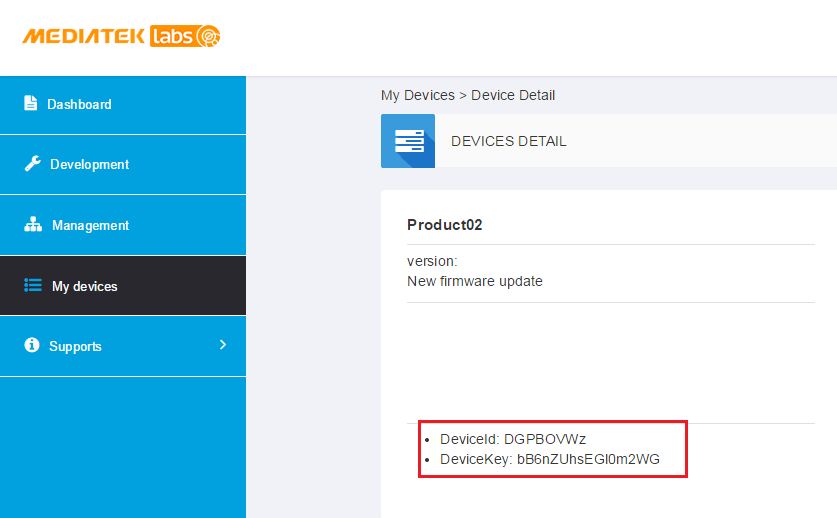 MEDIATEK labs
Dashboard
Development
Management
My devices
Supports
My Devices > Device Detail
DEVICES DETAIL
Product02
version:
New firmware update
DeviceId: DGPBOVWz
DeviceKey: bB6nZUhsEGI0m2WG